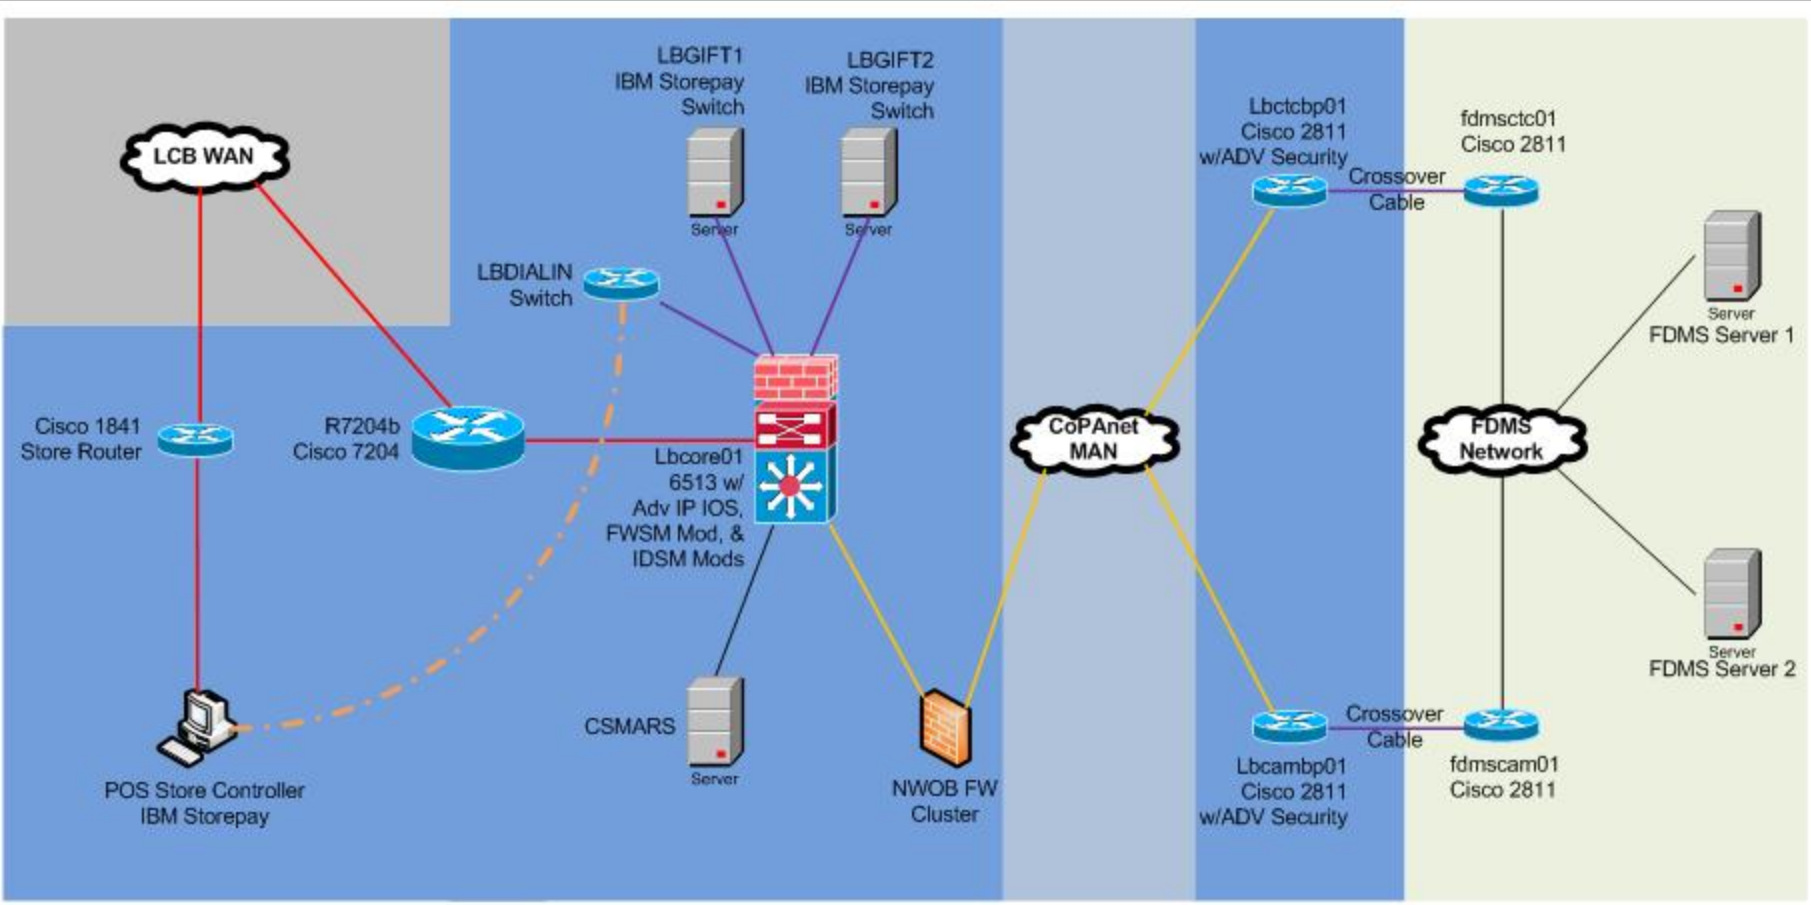 LBGIFT1
IBM Storepay
Switch
LBGIFT2
IBM Storepay
Switch
Server
Server
LCB WAN
LBDIALIN
Switch
Cisco 1841
Store Router
R7204b
Cisco 7204
Lbcore01
6513 w/
Adv IP IOS,
FWSM Mod, &
IDSM Mods
POS Store Controller
IBM Storepay
CSMARS
Server
NWOB FW
Cluster
CoPAnet
MAN
Lbctcbp01
Cisco 2811
w/ADV Security
Crossover
Cable
fdmsctc01
Cisco 2811
Server
FDMS Server 1
FDMS
Network
Server
FDMS Server 2
Crossover
Cable
Lbcambp01
Cisco 2811
w/ADV Security
fdmscam01
Cisco 2811